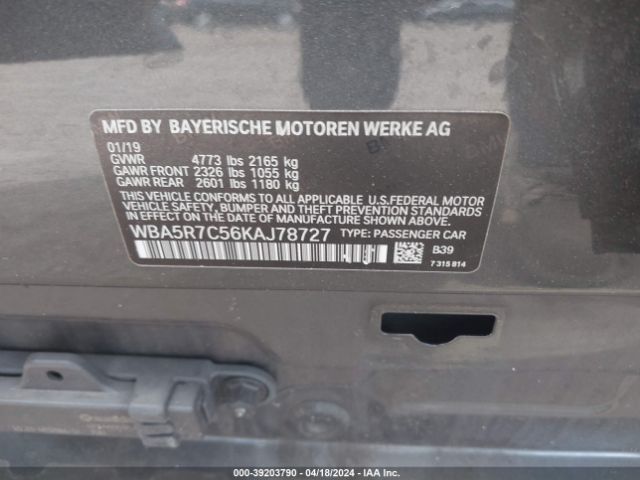 MFD BY BAYERISCHE MOTOREN WERKE AG
01/19
GVWR 4773 lbs 2165 kg
GAWR FRONT 2326 lbs 1055 kg
GAWR REAR 2601 lbs 1180 kg
THIS VEHICLE CONFORMS TO ALL APPLICABLE U.S.FEDERAL MOTOR
VEHICLE SAFETY, BUMPER, AND THEFT PREVENTION STANDARDS
IN EFFECT ON THE DATE OF MANUFACTURE SHOWN ABOVE.
WBA5R7C56KAJ78727 TYPE: PASSENGER CAR
B39
7 315 814
000-39203790 - 04/18/2024 - IAA Inc.